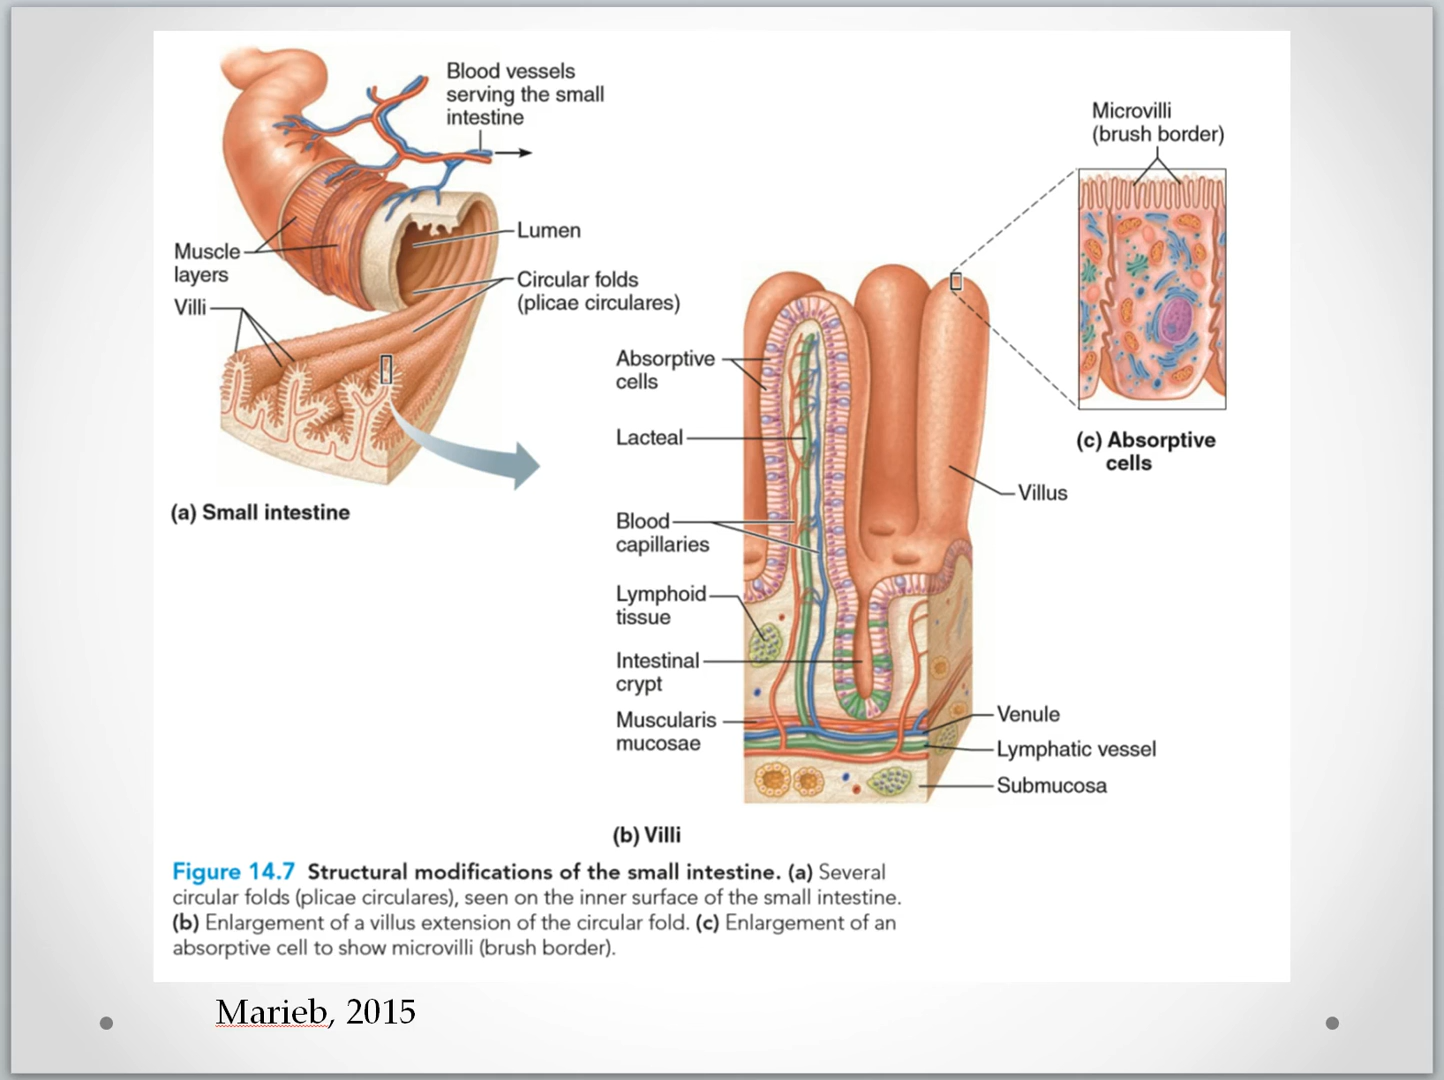 Blood vessels
serving the small
intestine
Lumen
Circular folds
(plicae circulares)
Muscle
layers
Villi
(a) Small intestine
Microvilli
(brush border)
(c) Absorptive
cells
Absorptive
cells
Lacteal
Villus
Blood
capillaries
Lymphoid
tissue
Intestinal
crypt
Muscularis
mucosae
Venule
Lymphatic vessel
Submucosa
(b) Villi
Figure 14.7 Structural modifications of the small intestine. (a) Several
circular folds (plicae circulares), seen on the inner surface of the small intestine.
(b) Enlargement of a villus extension of the circular fold. (c) Enlargement of an
absorptive cell to show microvilli (brush border).
Marieb, 2015